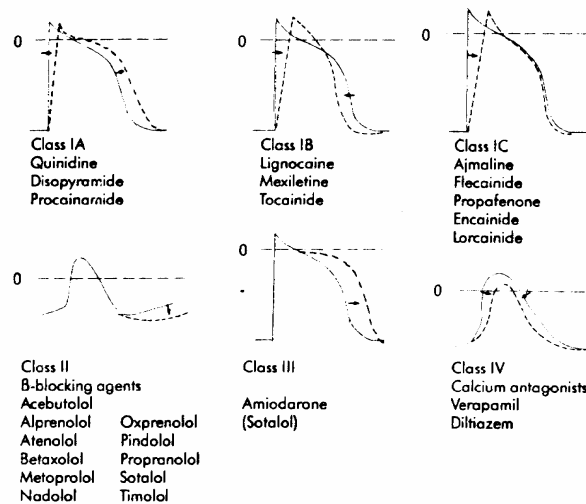 0
Class IA
Quinidine
Disopyramide
Procainamide
0
Class IB
Lignocaine
Mexiletine
Tocainide
0
Class IC
Ajmaline
Flecainide
Propafenone
Encainide
Lorcainide
0
Class II
B-blocking agents
Acebutolol
Alprenolol Oxprenolol
Atenolol Pindolol
Betaxolol Propranolol
Metoprolol Sotalol
Nadolol Timolol
0
Class III
Amiodarone
(Sotalol)
0
Class IV
Calcium antagonists
Verapamil
Diltiazem